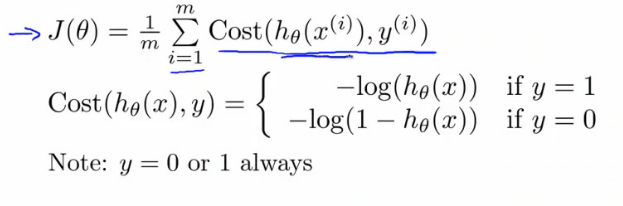 → J(θ) = 1/m ∑_{i=1}^{m} Cost(h_θ(x^{(i)}), y^{(i)})
Cost(h_θ(x), y) = { −log(h_θ(x)) if y = 1
−log(1 − h_θ(x)) if y = 0
Note: y = 0 or 1 always